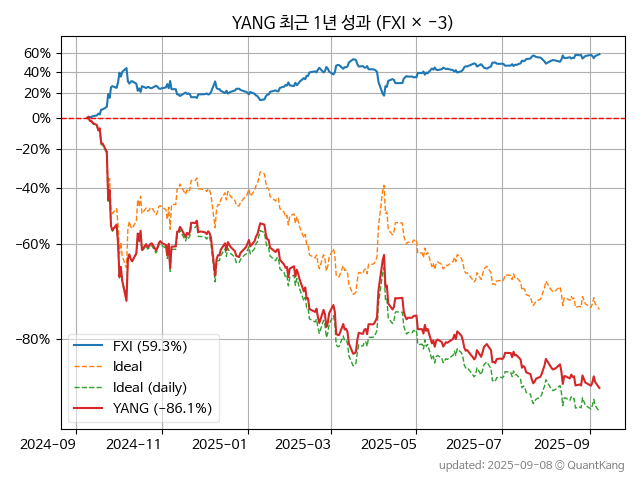 YANG 최근 1년 성과 (FXI × −3)
60%
40%
20%
0%
−20%
−40%
−60%
−80%
FXI (59.3%)
Ideal
Ideal (daily)
YANG (−86.1%)
2024-09 2024-11 2025-01 2025-03 2025-05 2025-07 2025-09
updated: 2025-09-08 © QuantKang